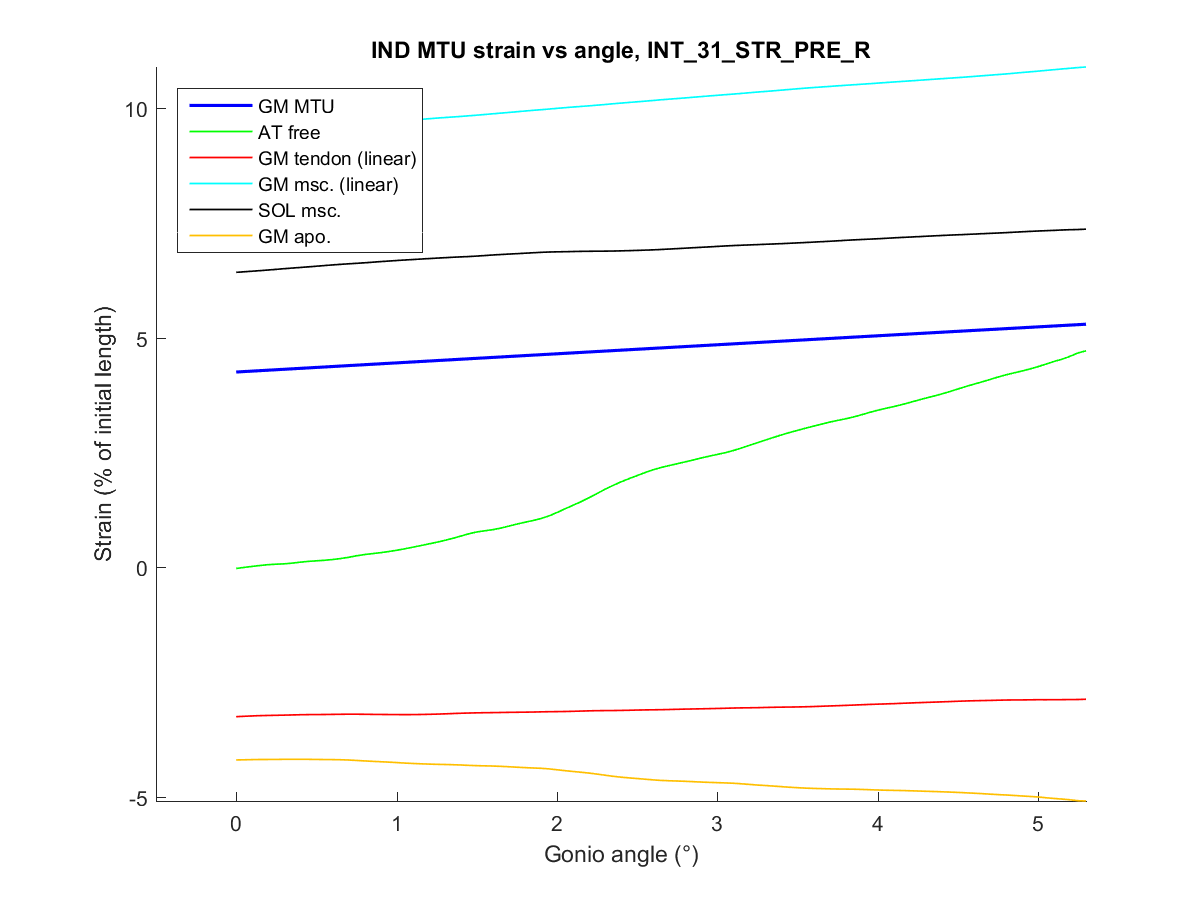 IND MTU strain vs angle, INT_31_STR_PRE_R
GM MTU
AT free
GM tendon (linear)
GM msc. (linear)
SOL msc.
GM apo.
Strain (% of initial length)
10
5
0
-5
0 1 2 3 4 5
Gonio angle (°)